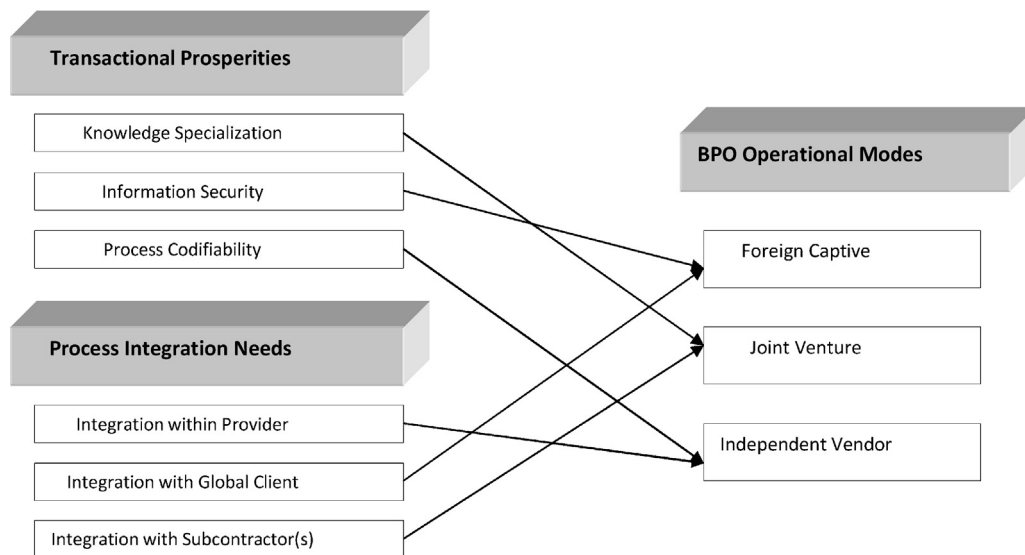 Transactional Prosperities
Knowledge Specialization
Information Security
Process Codifiability
Process Integration Needs
Integration within Provider
Integration with Global Client
Integration with Subcontractor(s)
BPO Operational Modes
Foreign Captive
Joint Venture
Independent Vendor